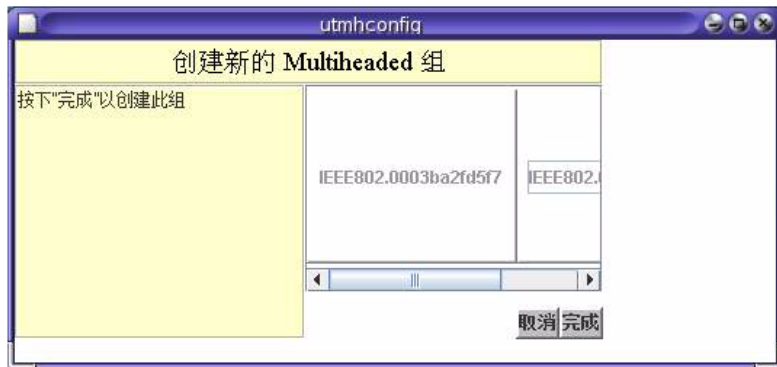 utmhconfig
创建新的 Multiheaded 组
按下"完成"以创建此组
IEEE802.0003ba2fd5f7
IEEE802.
取消 完成